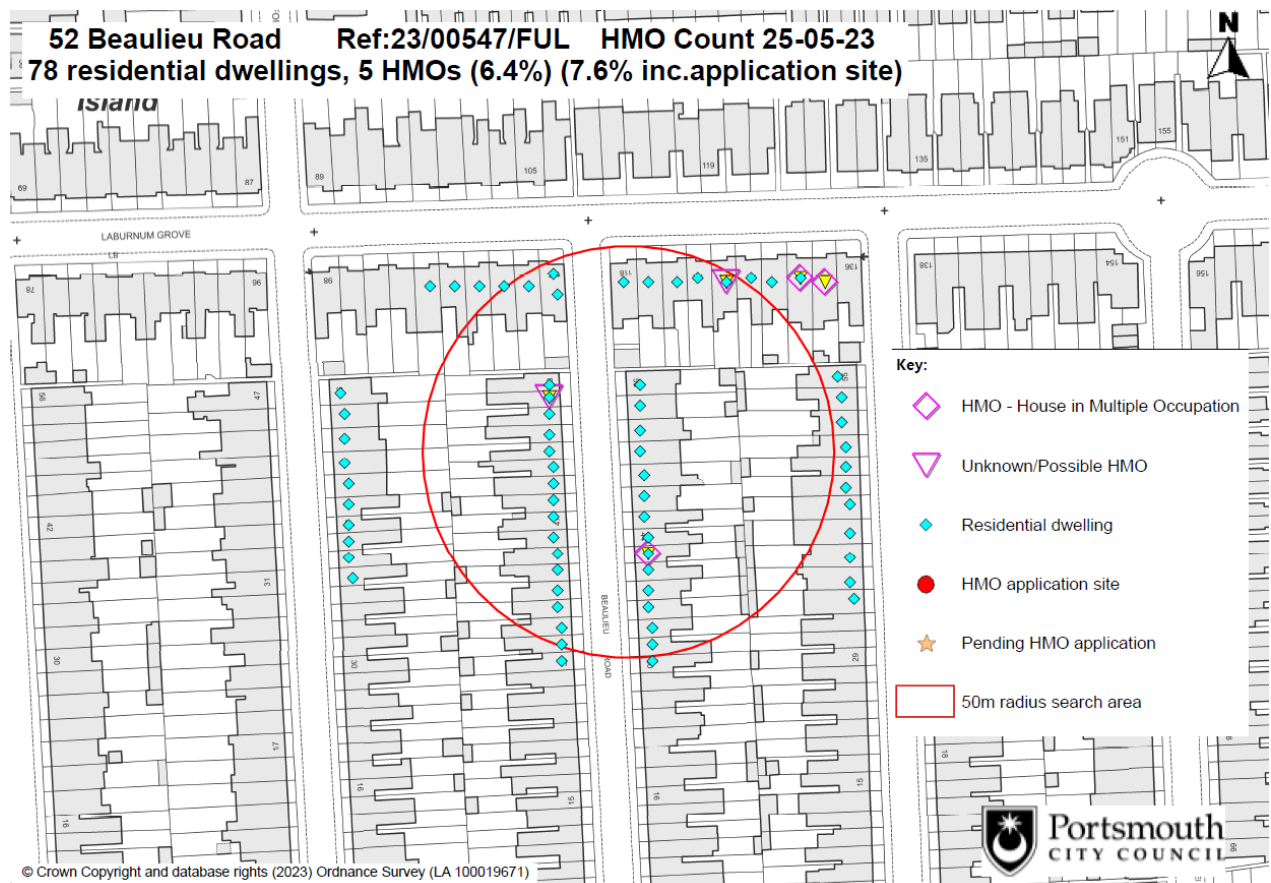 52 Beaulieu Road Ref:23/00547/FUL HMO Count 25-05-23
78 residential dwellings, 5 HMOs (6.4%) (7.6% inc.application site)
N
Island
69
87
89
105
119
135
151
155
LABURNUM GROVE
LB
78
96
98
118
136
138
154
156
56
47
55
42
31
30
30
29
17
16
16
15
16
15
18
BEAULIEU
ROAD
Key:
HMO - House in Multiple Occupation
Unknown/Possible HMO
Residential dwelling
HMO application site
Pending HMO application
50m radius search area
Portsmouth
CITY COUNCIL
© Crown Copyright and database rights (2023) Ordnance Survey (LA 100019671)